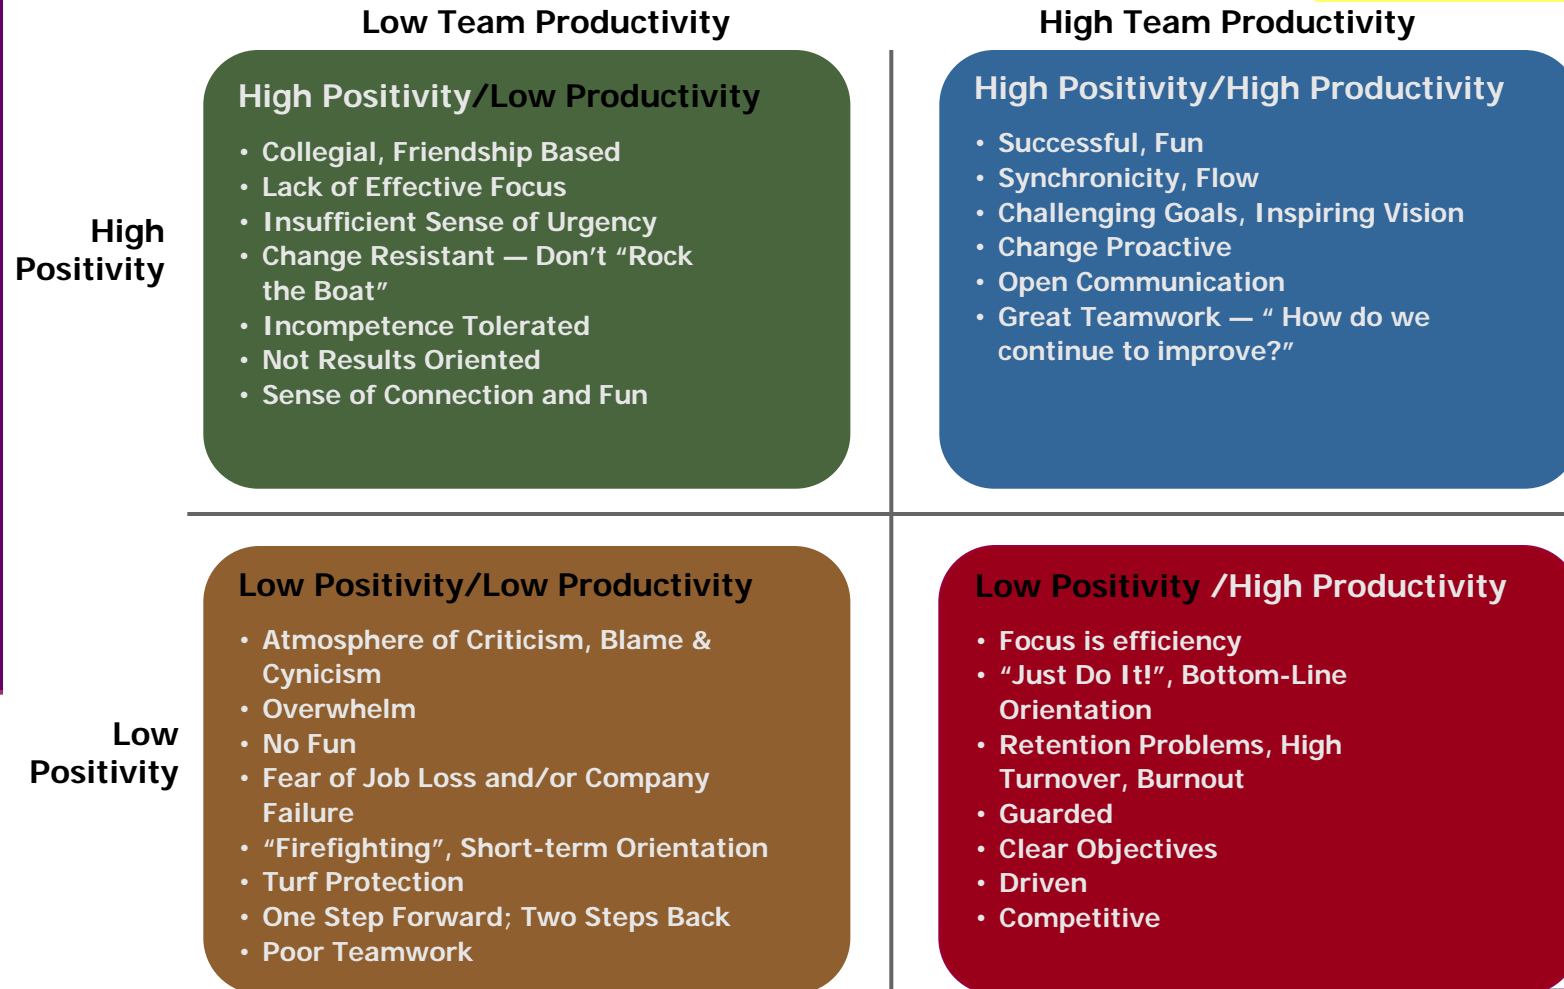 Low Team Productivity
High Team Productivity
High
Positivity
High Positivity/Low Productivity
• Collegial, Friendship Based
• Lack of Effective Focus
• Insufficient Sense of Urgency
• Change Resistant — Don’t “Rock
the Boat”
• Incompetence Tolerated
• Not Results Oriented
• Sense of Connection and Fun
High Positivity/High Productivity
• Successful, Fun
• Synchronicity, Flow
• Challenging Goals, Inspiring Vision
• Change Proactive
• Open Communication
• Great Teamwork — “ How do we
continue to improve?”
Low
Positivity
Low Positivity/Low Productivity
• Atmosphere of Criticism, Blame &
Cynicism
• Overwhelm
• No Fun
• Fear of Job Loss and/or Company
Failure
• “Firefighting”, Short-term Orientation
• Turf Protection
• One Step Forward; Two Steps Back
• Poor Teamwork
Low Positivity /High Productivity
• Focus is efficiency
• “Just Do It!”, Bottom-Line
Orientation
• Retention Problems, High
Turnover, Burnout
• Guarded
• Clear Objectives
• Driven
• Competitive